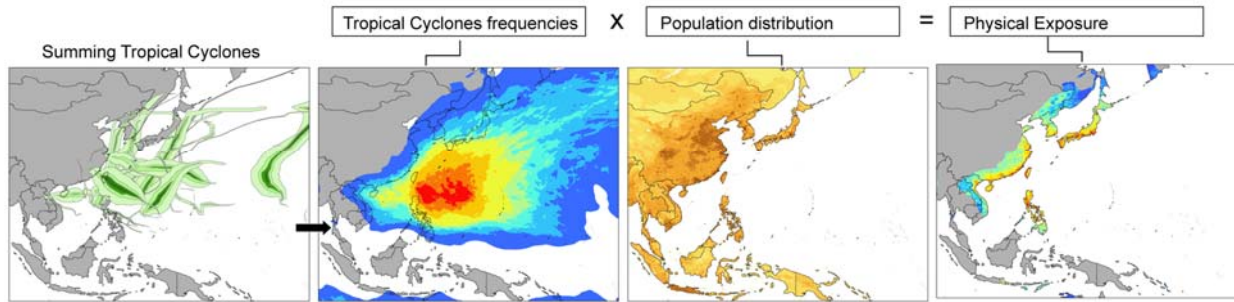 Tropical Cyclones frequencies x Population distribution = Physical Exposure
Summing Tropical Cyclones